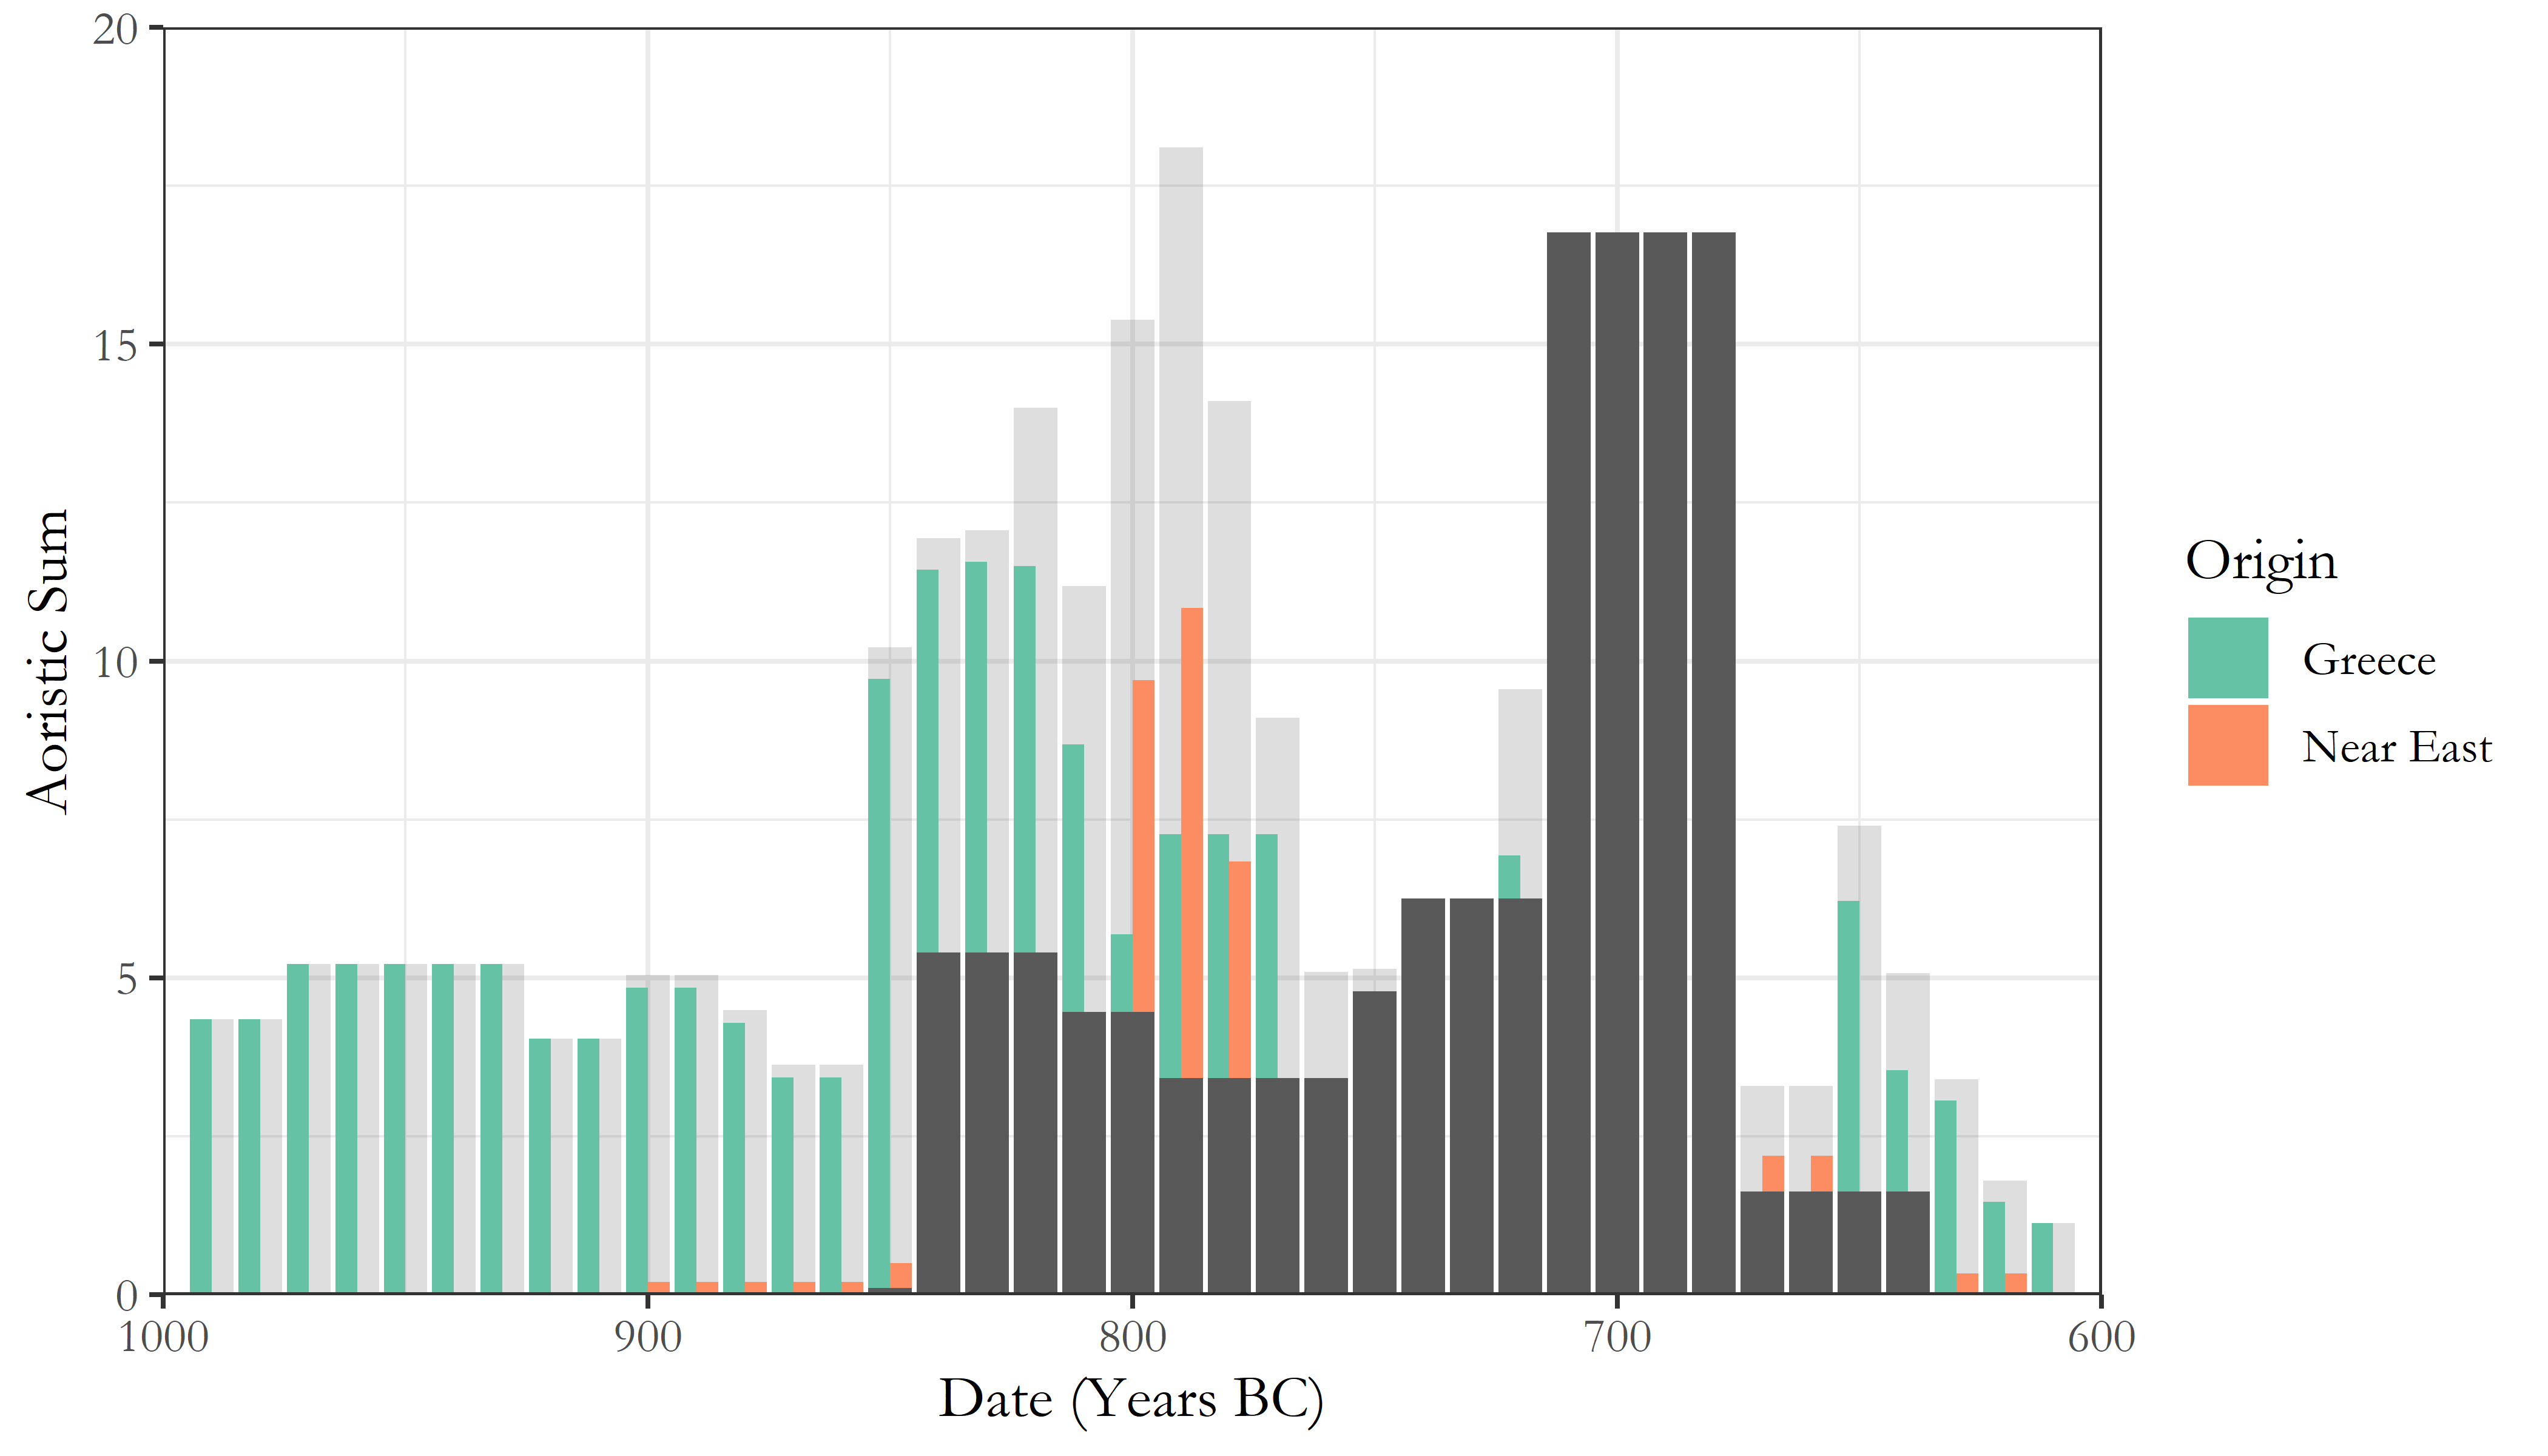 20
15
10
5
0
Aoristic Sum
1000 900 800 700 600
Date (Years BC)
Origin
Greece
Near East